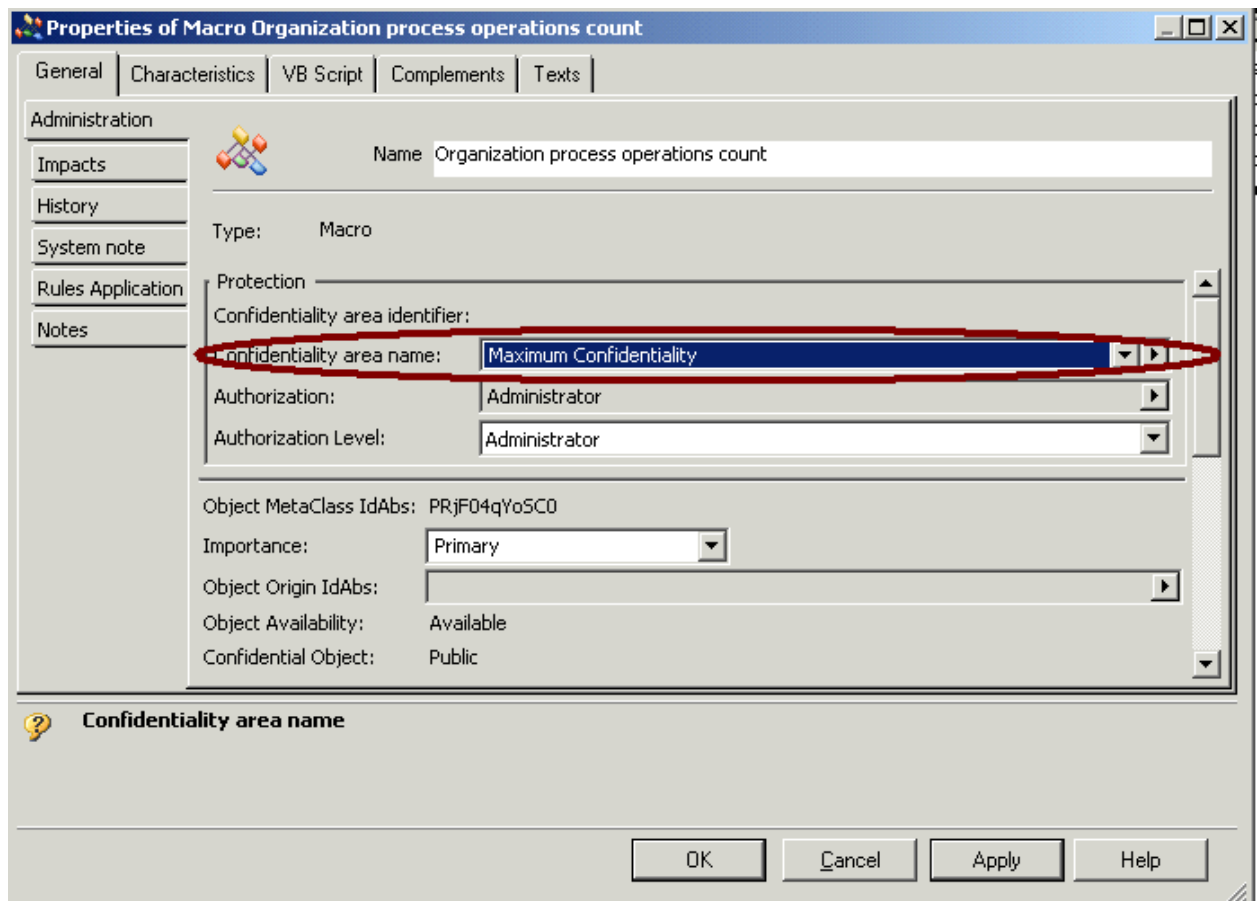 Properties of Macro Organization process operations count
General Characteristics VB Script Complements Texts
Administration
Impacts
History
System note
Rules Application
Notes
Name Organization process operations count
Type: Macro
Protection
Confidentiality area identifier:
Confidentiality area name: Maximum Confidentiality
Authorization: Administrator
Authorization Level: Administrator
Object MetaClass IdAbs: PRjF04qYoSC0
Importance: Primary
Object Origin IdAbs:
Object Availability: Available
Confidential Object: Public
Confidentiality area name
OK Cancel Apply Help